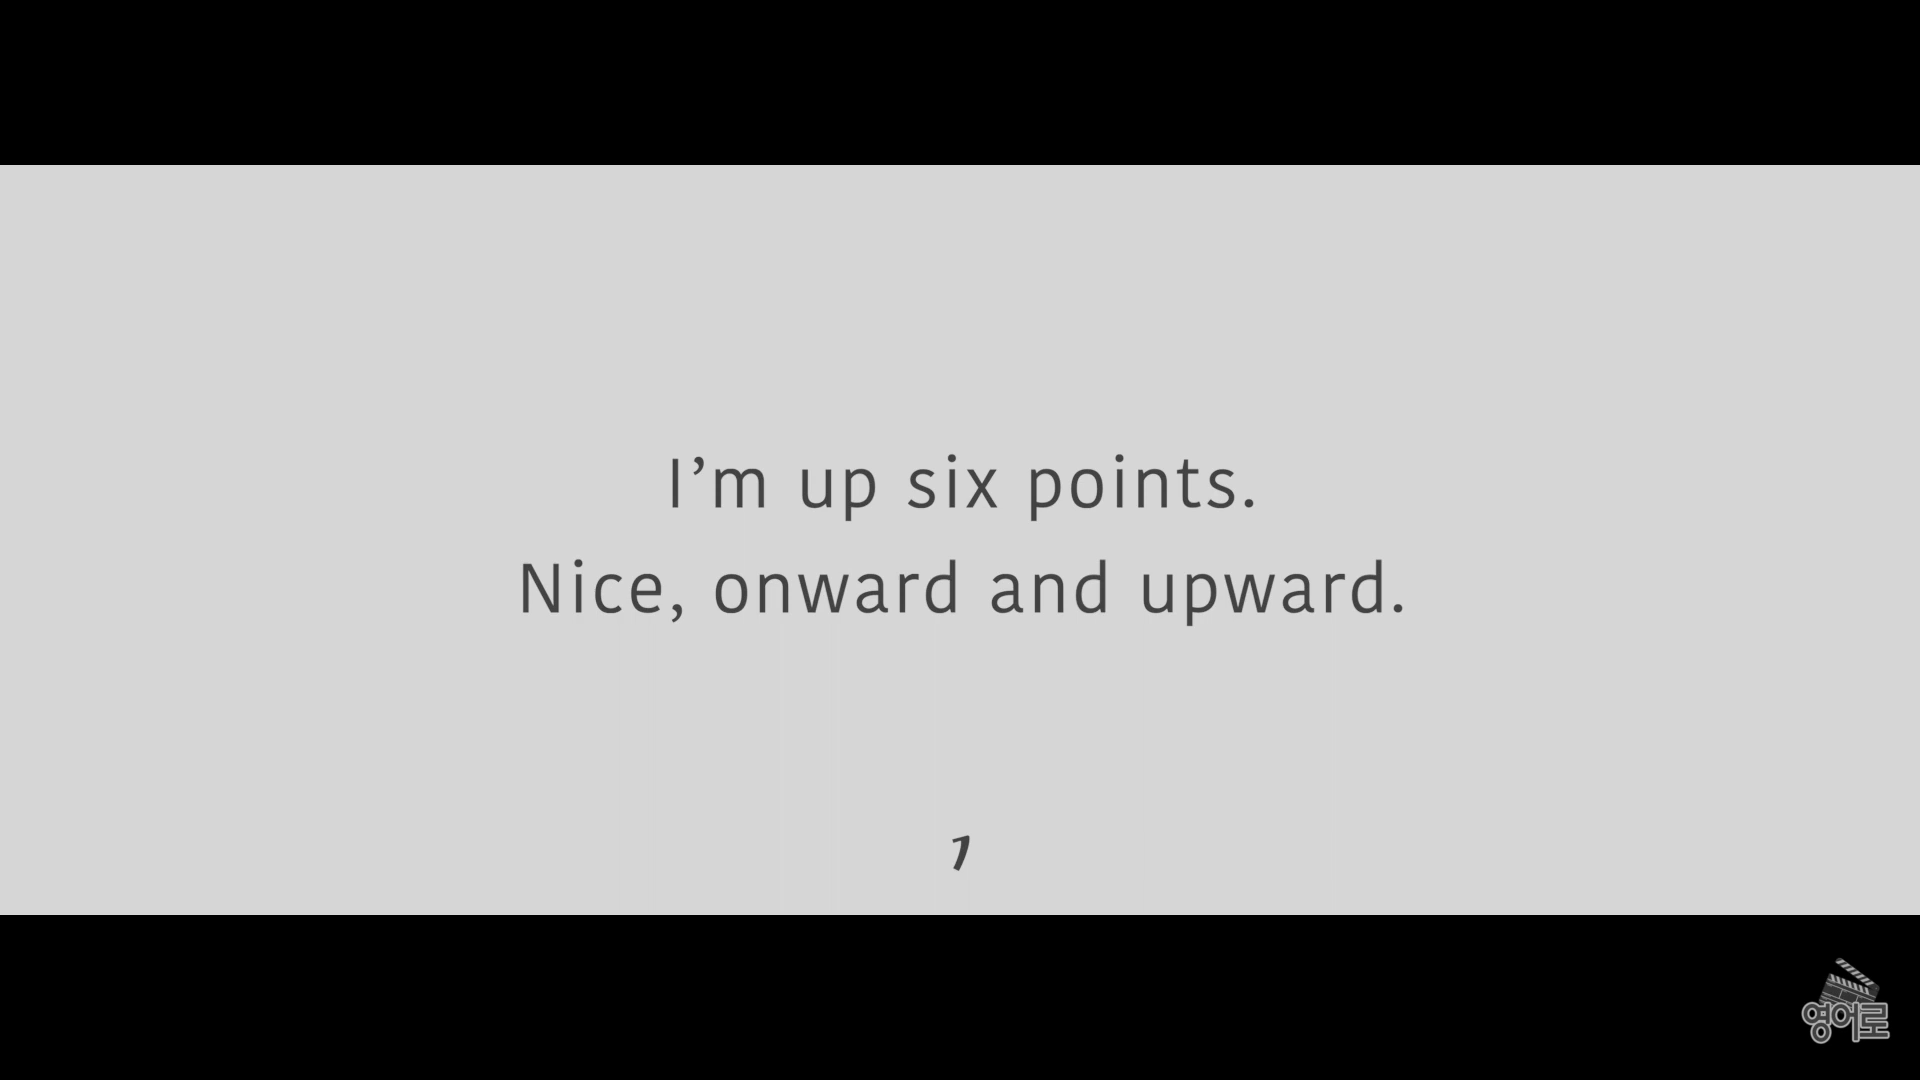 I’m up six points.
Nice, onward and upward.
1
영어로